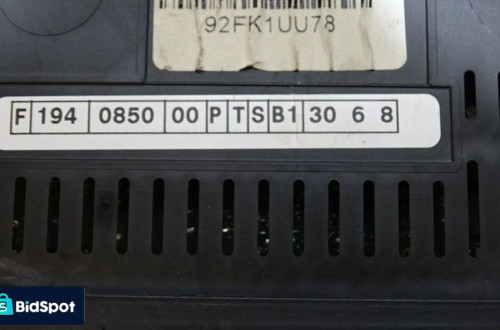 92FK1UU78
F 194 0850 00 P T S B1 30 6 8
BidSpot